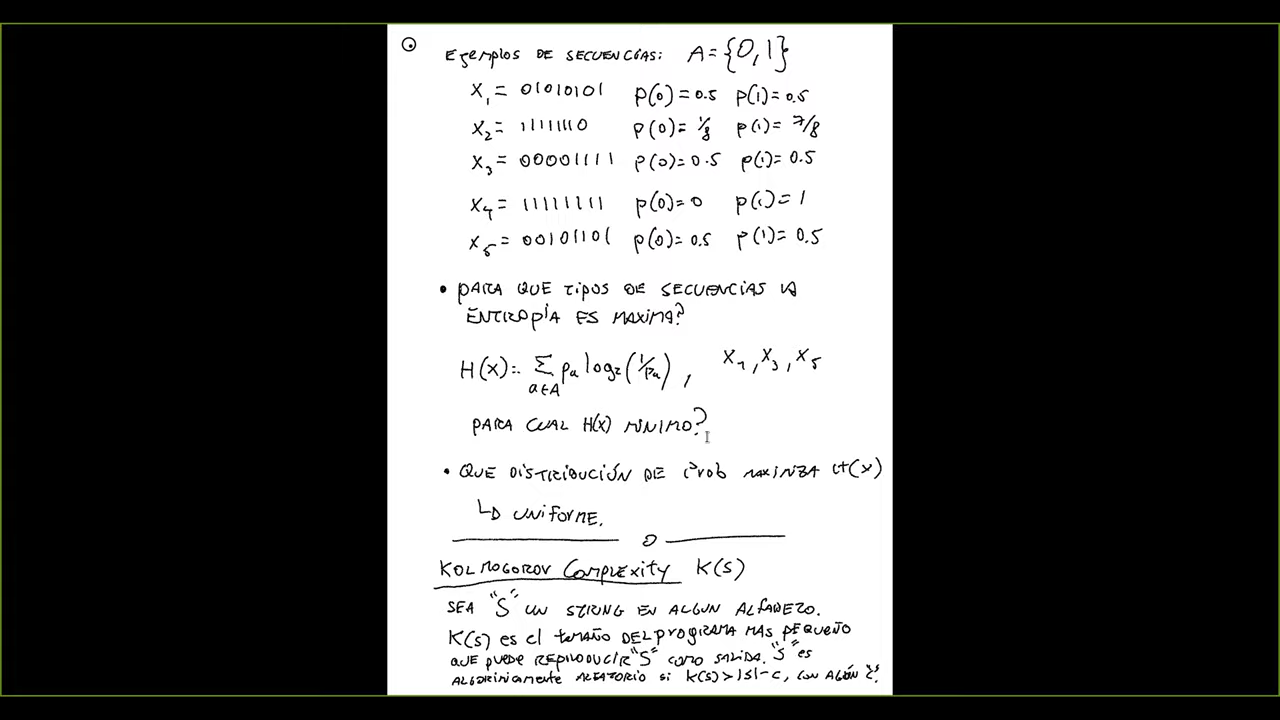 Ejemplos DE SECUENCIAS: A = {0,1}
X₁ = 01010101 p(0) = 0.5 p(1) = 0.5
X₂ = 11111110 p(0) = 1/8 p(1) = 7/8
X₃ = 00001111 p(0) = 0.5 p(1) = 0.5
X₄ = 11111111 p(0) = 0 p(1) = 1
X₅ = 00101101 p(0) = 0.5 p(1) = 0.5
• PARA QUE TIPOS DE SECUENCIAS LA
ENTROPÍA ES MAXIMA?
H(X) = ∑ pₐ log₂(1/pₐ), X₁, X₃, X₅
a∈A
PARA CUAL H(X) MINIMO?
• QUE DISTRIBUCIÓN DE Prob MAXIMIZA H(X)
↳ UNIFORME.
KOLMOGOROV COMPLEXITY K(S)
SEA "S" UN STRING EN ALGUN ALFABEZO.
K(S) es el TAMAÑO DEL programa MAS PEQUEÑO
QUE PUEDE REPRODUCIR "S" COMO SALIDA. "S" es
ALGORITMICAMENTE ALEATORIO si K(S) > |S| - C, CON ALGÚN "C".